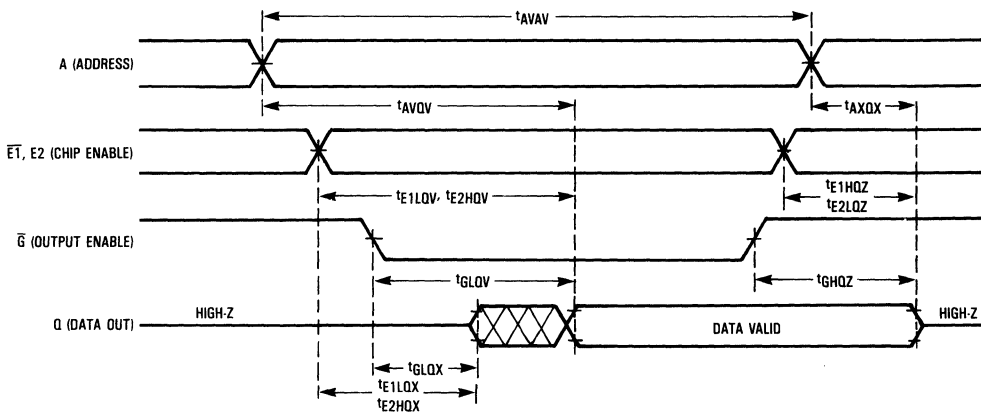 tAVAV
A (ADDRESS)
tAVQV
tAXQX
E1, E2 (CHIP ENABLE)
tE1LQV, tE2HQV
tE1HQZ
tE2LQZ
G (OUTPUT ENABLE)
tGLQV
tGHQZ
HIGH-Z
Q (DATA OUT)
DATA VALID
HIGH-Z
tGLQX
tE1LQX
tE2HQX